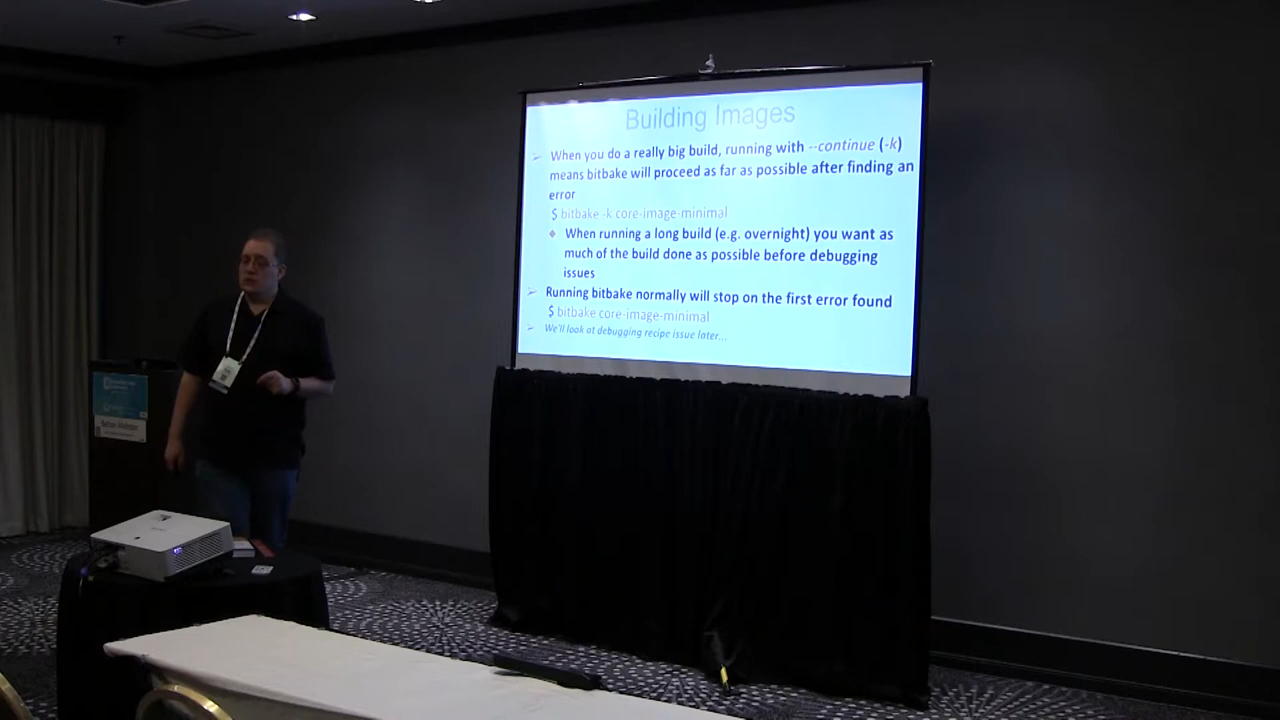 Building Images
When you do a really big build, running with --continue (-k)
means bitbake will proceed as far as possible after finding an
error
$ bitbake -k core-image-minimal
When running a long build (e.g. overnight) you want as
much of the build done as possible before debugging
issues
Running bitbake normally will stop on the first error found
$ bitbake core-image-minimal
We'll look at debugging recipe issue later...